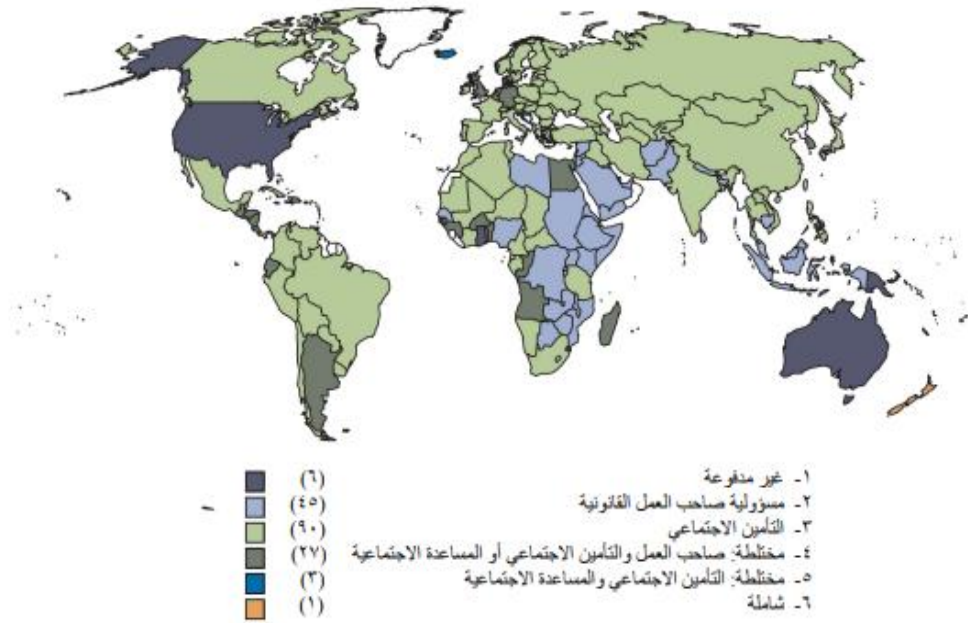 ١- غير مدفوعة (٦)
٢- مسؤولية صاحب العمل القانونية (٤٥)
٣- التأمين الاجتماعي (٩٠)
٤- مختلطة: صاحب العمل والتأمين الاجتماعي أو المساعدة الاجتماعية (٢٧)
٥- مختلطة: التأمين الاجتماعي والمساعدة الاجتماعية (٣)
٦- شاملة (١)